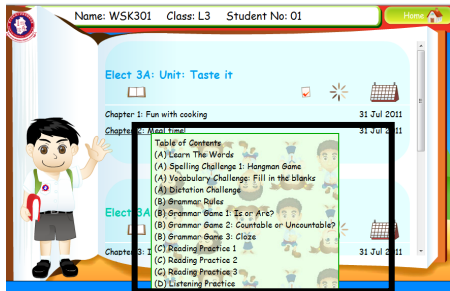 Name: WSK301 Class: L3 Student No: 01
Home
Elect 3A: Unit: Taste it
Chapter 1: Fun with cooking 31 Jul 2011
Chapter 2: Meal time! 31 Jul 2011
Table of Contents
(A) Learn The Words
(A) Spelling Challenge 1: Hangman Game
(A) Vocabulary Challenge: Fill in the blanks
(A) Dictation Challenge
(B) Grammar Rules
(B) Grammar Game 1: Is or Are?
(B) Grammar Game 2: Countable or Uncountable?
(B) Grammar Game 3: Cloze
(C) Reading Practice 1
(C) Reading Practice 2
(C) Reading Practice 3
(D) Listening Practice
Elect 3A
Chapter 3: 31 Jul 2011